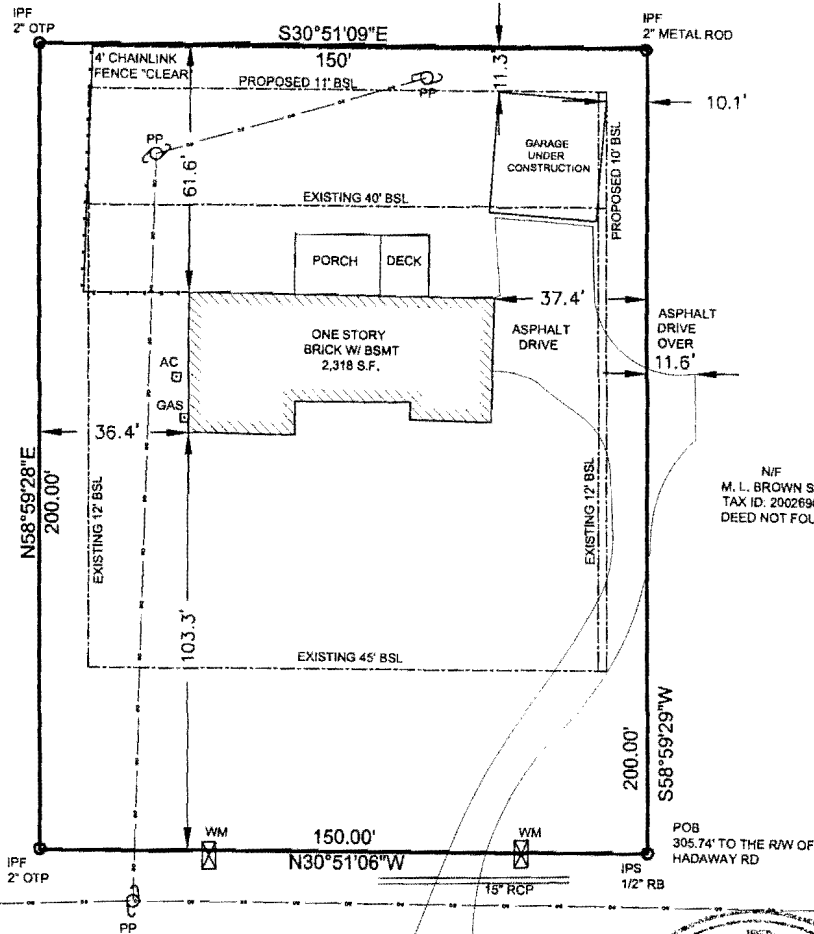 IPF
2" OTP
S30°51'09"E
150'
IPF
2" METAL ROD
4' CHAINLINK
FENCE "CLEAR"
PROPOSED 11' BSL
PP
11.3'
10.1'
PP
61.6'
GARAGE
UNDER
CONSTRUCTION
PROPOSED 10' BSL
EXISTING 40' BSL
PORCH
DECK
37.4'
ASPHALT
DRIVE
ASPHALT
DRIVE
OVER
11.6'
ONE STORY
BRICK W/ BSMT
2,318 S.F.
AC
GAS
36.4'
N58°59'28"E
200.00'
EXISTING 12' BSL
EXISTING 12' BSL
N/F
M. L. BROWN S
TAX ID:
DEED NOT
103.3'
EXISTING 45' BSL
200.00'
S58°59'29"W
WM
150.00'
N30°51'06"W
WM
POB
305.74' TO THE R/W OF
HADAWAY RD
IPF
2" OTP
IPS
1/2" RB
15" RCP
PP